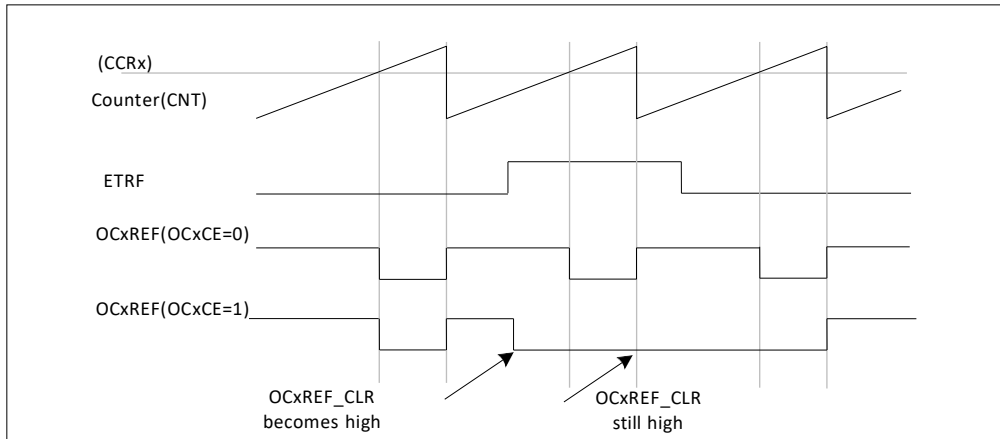 (CCRx)
Counter(CNT)
ETRF
OCxREF(OCxCE=0)
OCxREF(OCxCE=1)
OCxREF_CLR
becomes high
OCxREF_CLR
still high